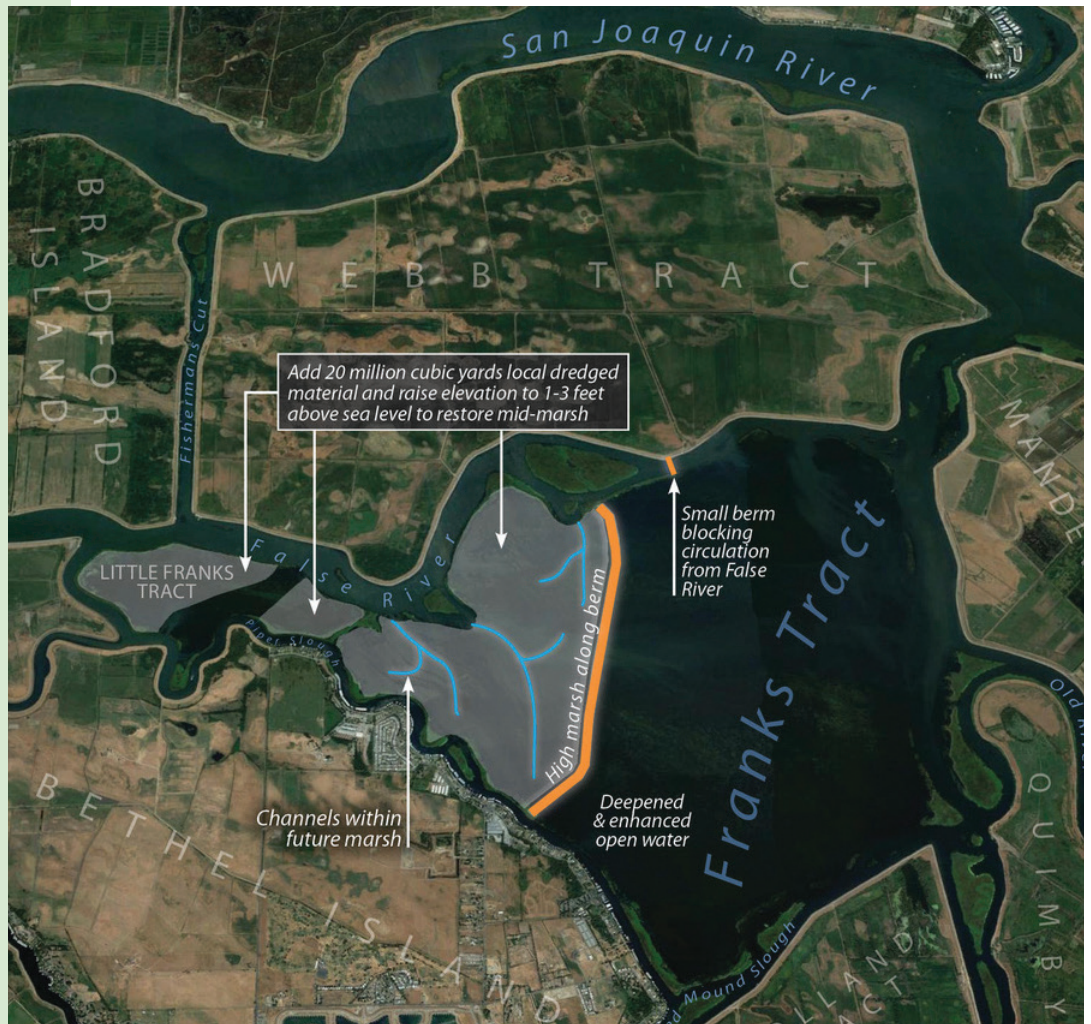 San Joaquin River
BRADFORD
ISLAND
WEBB TRACT
Fishermans Cut
Add 20 million cubic yards local dredged
material and raise elevation to 1-3 feet
above sea level to restore mid-marsh
MANDE
Small berm
blocking
circulation
from False
River
False River
LITTLE FRANKS
TRACT
Piper Slough
High marsh along berm
Franks Tract
Old
Channels within
future marsh
Deepened
& enhanced
open water
BETHEL ISLAND
QUIMBY
Mound Slough
LLAND
ACT